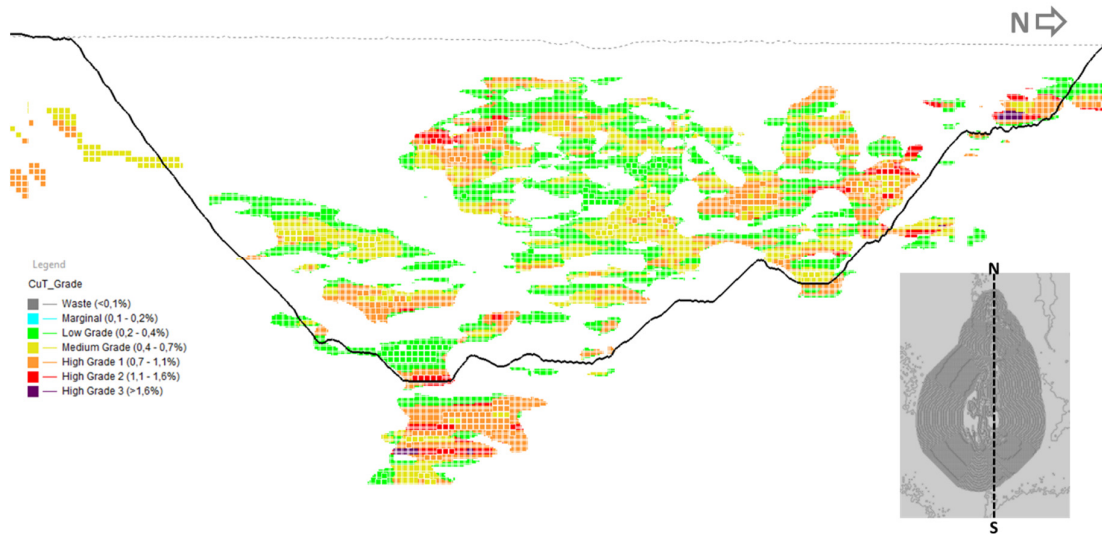 N
Legend
CuT_Grade
Waste (<0,1%)
Marginal (0,1 - 0,2%)
Low Grade (0,2 - 0,4%)
Medium Grade (0,4 - 0,7%)
High Grade 1 (0,7 - 1,1%)
High Grade 2 (1,1 - 1,6%)
High Grade 3 (>1,6%)
N
S